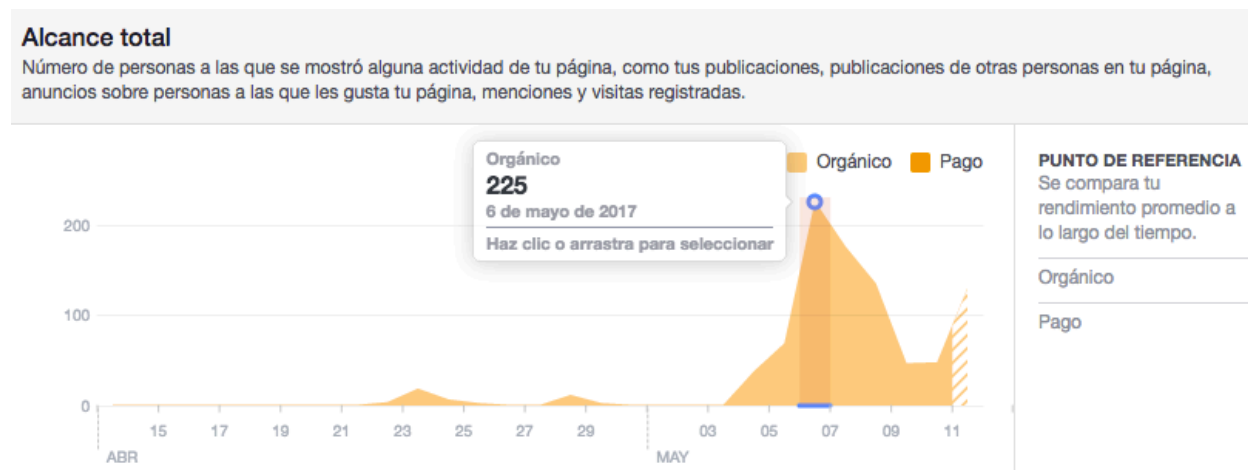 Alcance total
Número de personas a las que se mostró alguna actividad de tu página, como tus publicaciones, publicaciones de otras personas en tu página,
anuncios sobre personas a las que les gusta tu página, menciones y visitas registradas.
Orgánico
225
6 de mayo de 2017
Haz clic o arrastra para seleccionar
Orgánico Pago
200
100
0
15 17 19 21 23 25 27 29 03 05 07 09 11
ABR MAY
PUNTO DE REFERENCIA
Se compara tu
rendimiento promedio a
lo largo del tiempo.
Orgánico
Pago